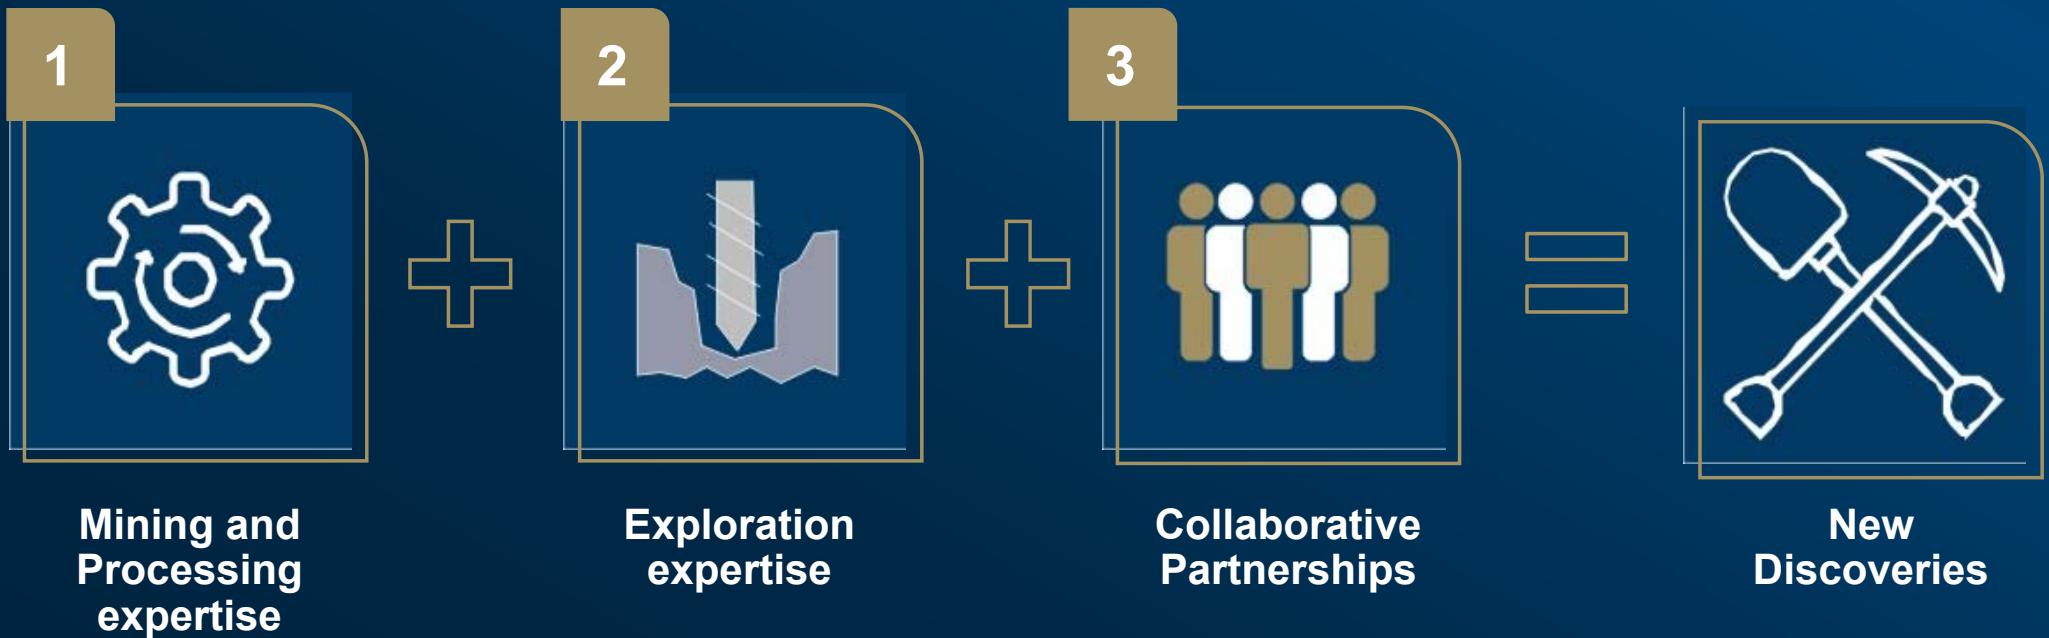 1
Mining and
Processing
expertise
2
Exploration
expertise
3
Collaborative
Partnerships
New
Discoveries